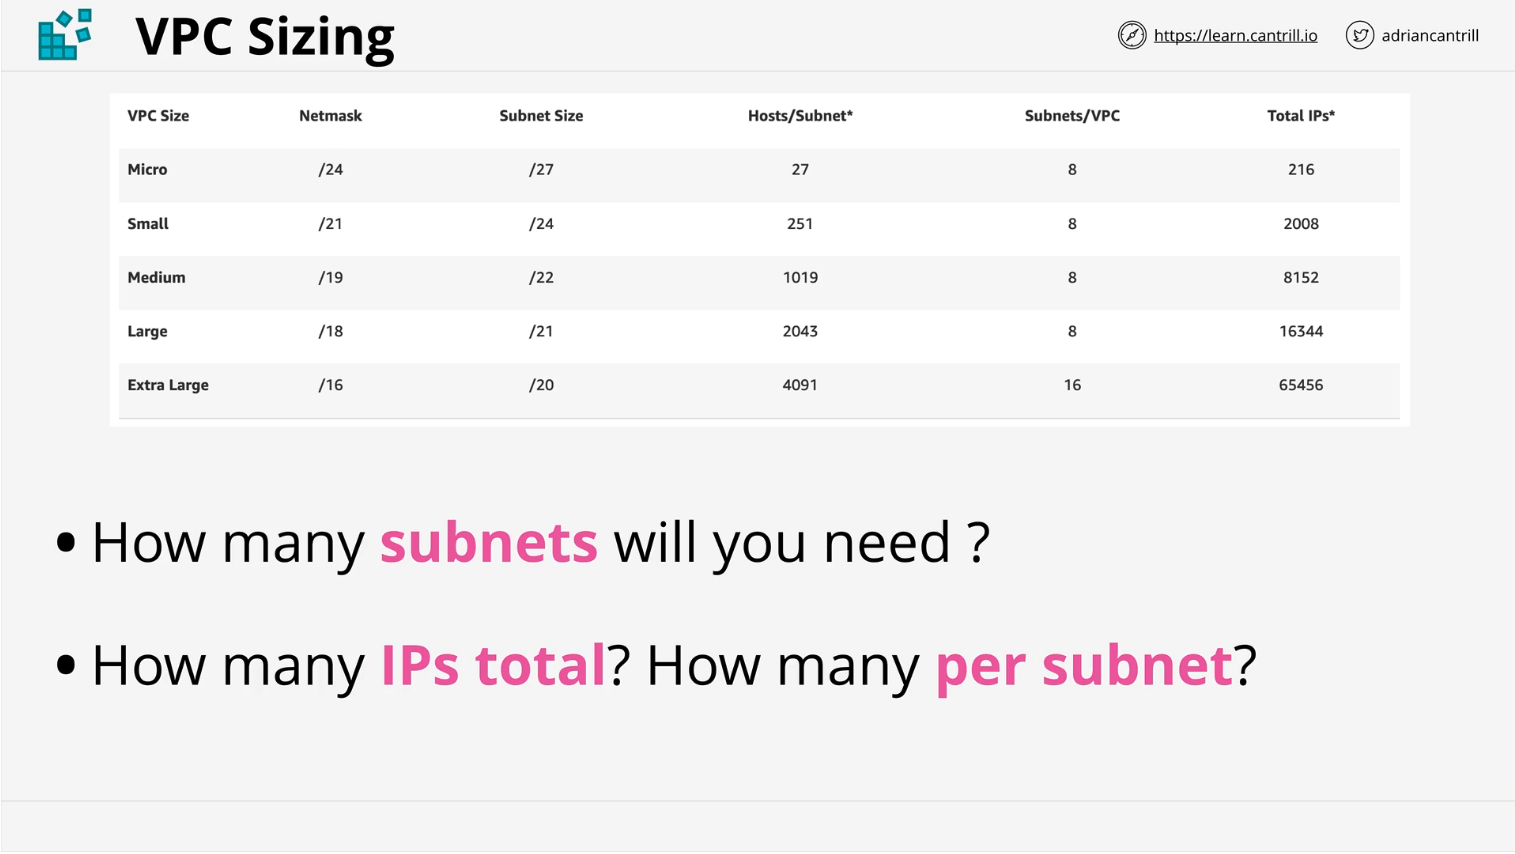 VPC Sizing
https://learn.cantrill.io adriancantrill
VPC Size Netmask Subnet Size Hosts/Subnet* Subnets/VPC Total IPs*
Micro /24 /27 27 8 216
Small /21 /24 251 8 2008
Medium /19 /22 1019 8 8152
Large /18 /21 2043 8 16344
Extra Large /16 /20 4091 16 65456
• How many subnets will you need ?
• How many IPs total? How many per subnet?